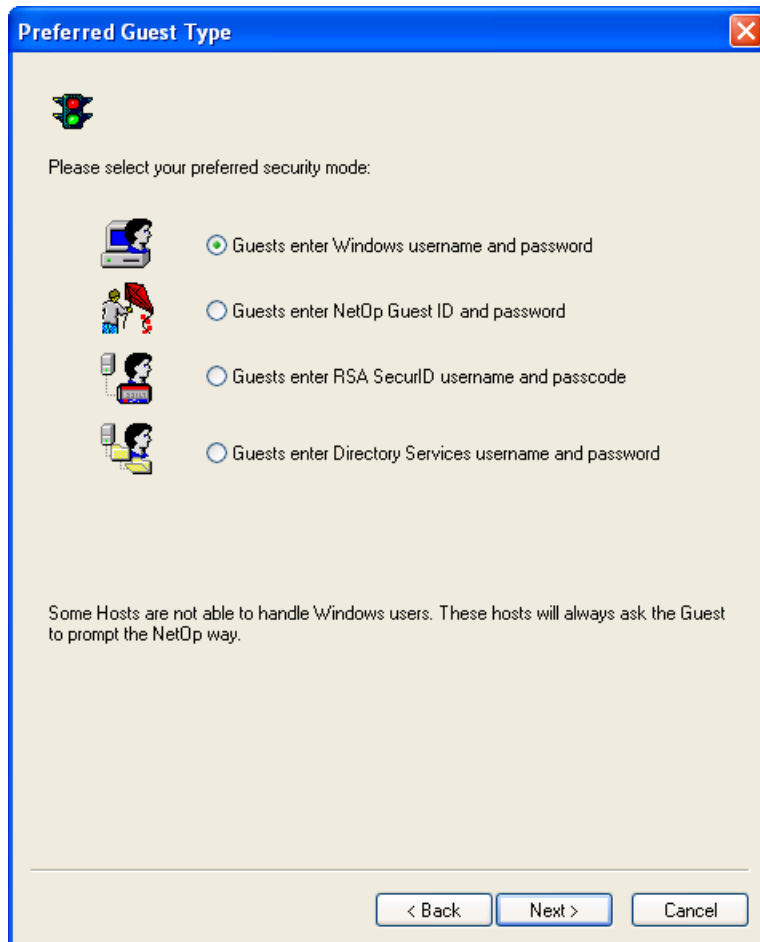 Preferred Guest Type
Please select your preferred security mode:
Guests enter Windows username and password
Guests enter NetOp Guest ID and password
Guests enter RSA SecurID username and passcode
Guests enter Directory Services username and password
Some Hosts are not able to handle Windows users. These hosts will always ask the Guest
to prompt the NetOp way.
< Back
Next >
Cancel